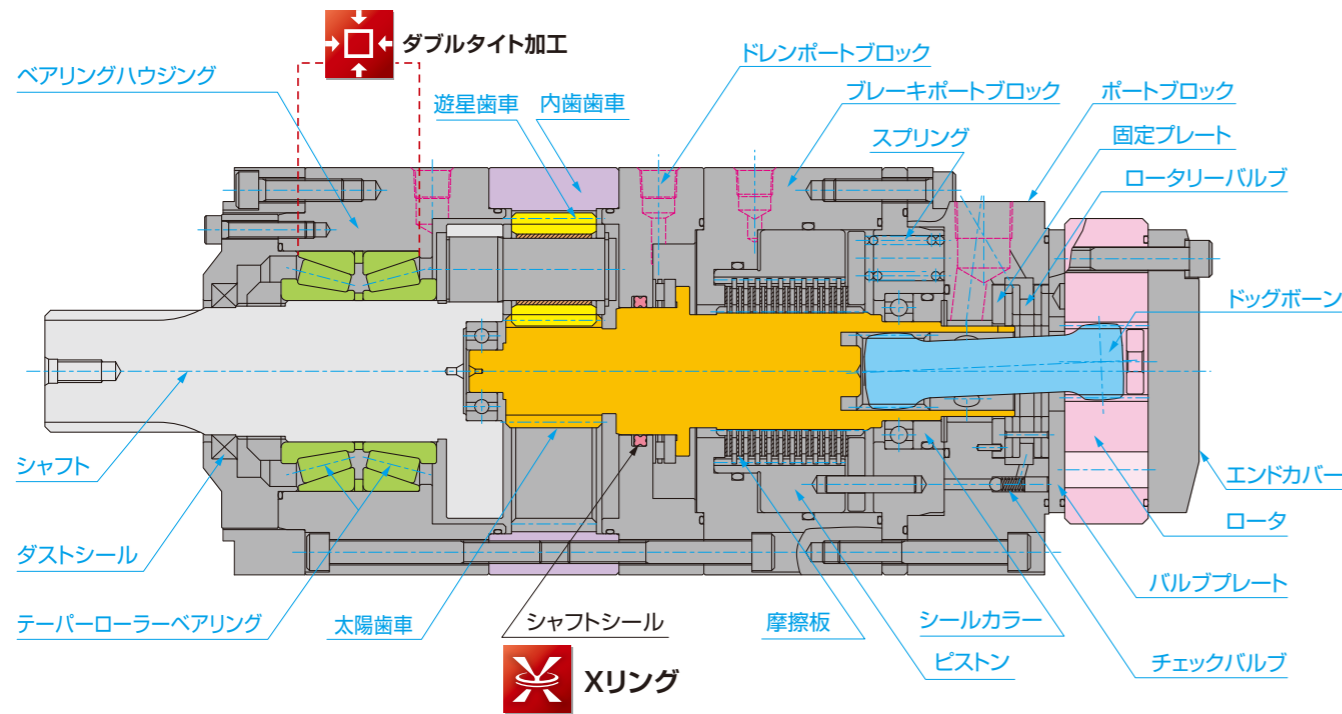 ダブルタイト加工
ベアリングハウジング
遊星歯車
内歯歯車
ドレンポートブロック
ブレーキポートブロック
スプリング
ポートブロック
固定プレート
ロータリーバルブ
ドッグボーン
シャフト
ダストシール
テーパーローラーベアリング
太陽歯車
シャフトシール
Xリング
摩擦板
ピストン
シールカラー
エンドカバー
ロータ
バルブプレート
チェックバルブ